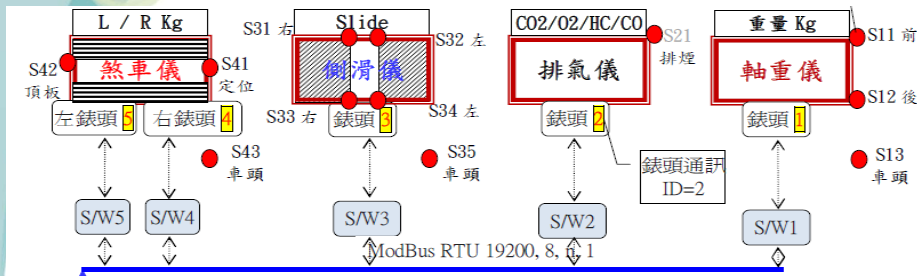 L / R Kg
Slide
CO2/O2/HC/CO
重量 Kg
S31 右
S32 左
S21
排煙
S11 前
S42
頂板
煞車儀
S41
定位
側滑儀
排氣儀
軸重儀
S33 右
S34 左
S12 後
左錶頭 5
右錶頭 4
錶頭 3
錶頭 2
錶頭 1
S43
車頭
S35
車頭
錶頭通訊
ID=2
S13
車頭
S/W5
S/W4
S/W3
S/W2
S/W1
ModBus RTU 19200, 8, n, 1